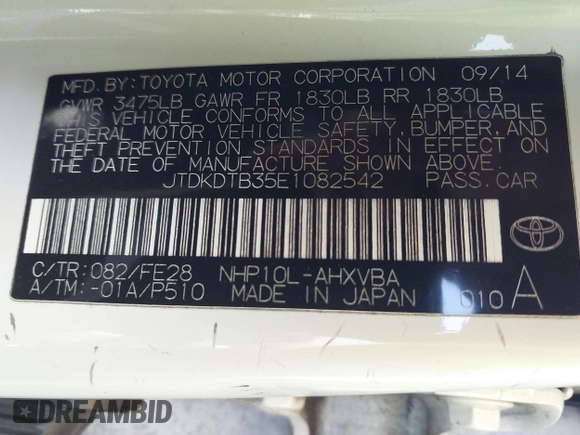 MFD. BY: TOYOTA MOTOR CORPORATION 09/14
GVWR 3475LB GAWR FR 1830LB RR 1830LB
THIS VEHICLE CONFORMS TO ALL APPLICABLE
FEDERAL MOTOR VEHICLE SAFETY, BUMPER, AND
THEFT PREVENTION STANDARDS IN EFFECT ON
THE DATE OF MANUFACTURE SHOWN ABOVE.
JTDKDTB35E1082542 PASS. CAR
C/TR: 082/FE28 NHP10L-AHXVBA
A/TM: -01A/P510 MADE IN JAPAN 010 A
DREAMBID